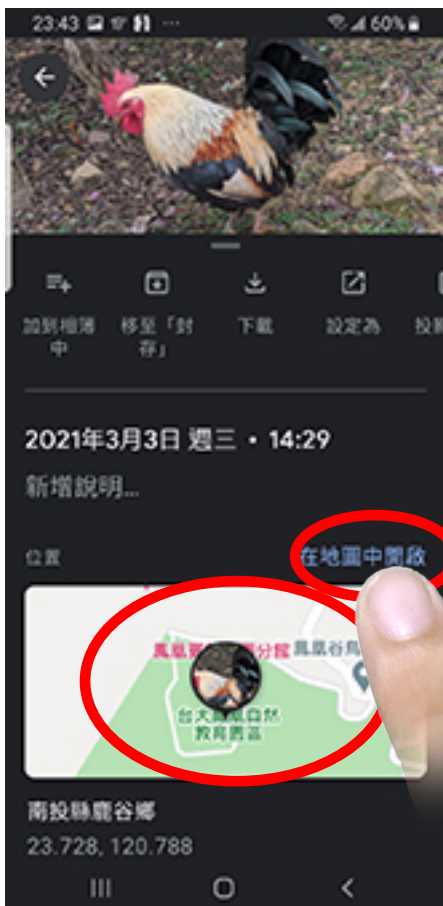 23:43
60%
加到相簿中
移至「封存」
下載
設定為
2021年3月3日 週三 • 14:29
新增說明...
位置
在地圖中開啟
分館
鳳凰谷鳥
台大鳳凰自然
教育園區
南投縣鹿谷鄉
23.728, 120.788